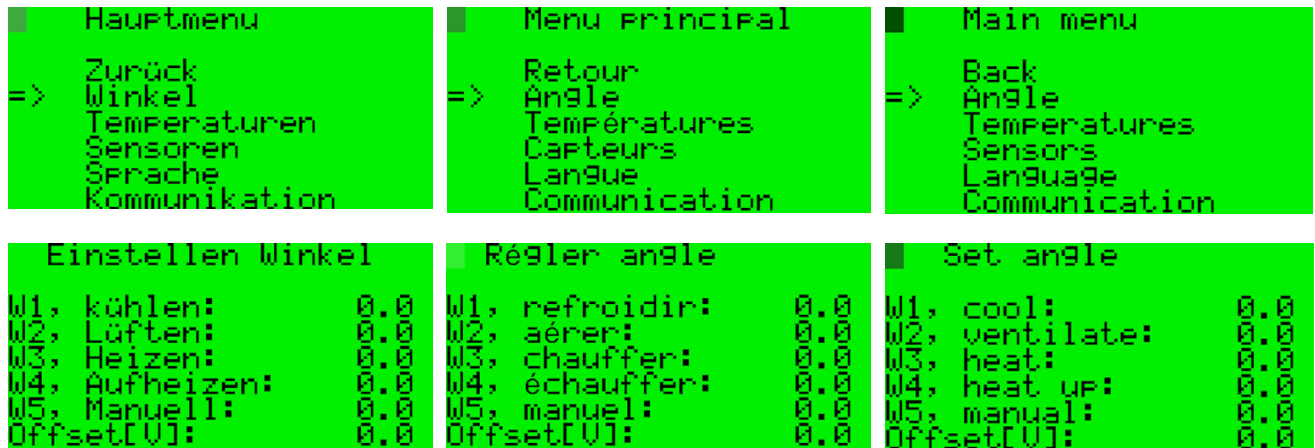 Hauptmenu
Zurück
=> Winkel
Temperaturen
Sensoren
Sprache
Kommunikation
Menu principal
Retour
=> Angle
Températures
Capteurs
Langue
Communication
Main menu
Back
=> Angle
Temperatures
Sensors
Language
Communication
Einstellen Winkel
W1, kühlen: 0.0
W2, Lüften: 0.0
W3, Heizen: 0.0
W4, Aufheizen: 0.0
W5, Manuell: 0.0
Offset[V]: 0.0
Régler angle
W1, refroidir: 0.0
W2, aérer: 0.0
W3, chauffer: 0.0
W4, échauffer: 0.0
W5, manuel: 0.0
Offset[V]: 0.0
Set angle
W1, cool: 0.0
W2, ventilate: 0.0
W3, heat: 0.0
W4, heat up: 0.0
W5, manual: 0.0
Offset[V]: 0.0